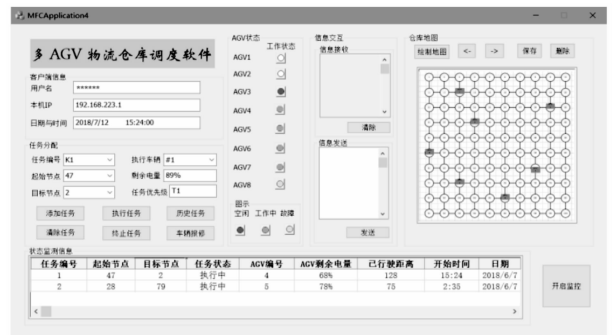 MFCApplication4
多 AGV 物流仓库调度软件
客户端信息
用户名 ******
本机IP 192.168.223.1
日期与时间 2018/7/12 15:24:00
任务分配
任务编号 K1 执行车辆 #1
起始节点 47 剩余电量 89%
目标节点 2 任务优先级 T1
添加任务 执行任务 历史任务
清除任务 终止任务 车辆报修
AGV状态
工作状态
AGV1
AGV2
AGV3
AGV4
AGV5
AGV6
AGV7
AGV8
图示
空闲 工作中 故障
信息交互
信息接收
清除
信息发送
发送
仓库地图
绘制地图 <- -> 保存 删除
状态监测信息
任务编号 起始节点 目标节点 任务状态 AGV编号 AGV剩余电量 已行驶距离 开始时间 日期
1 47 2 执行中 4 68% 128 15:24 2018/6/7
2 28 79 执行中 5 78% 75 2:35 2018/6/7
开启监控